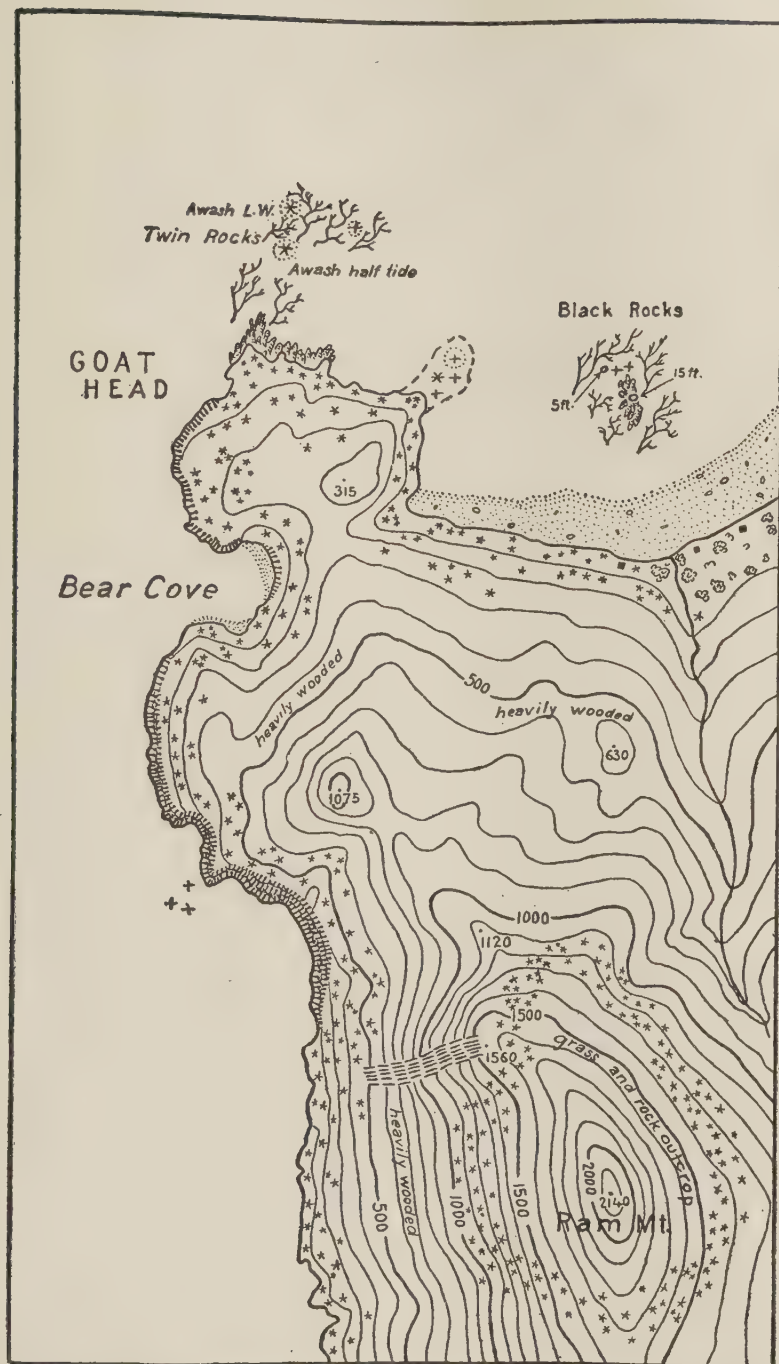 Awash L.W.
Twin Rocks
Awash half tide
GOAT
HEAD
Black Rocks
15 ft.
5ft.
315
Bear Cove
500
heavily wooded
heavily wooded
630
1075
1000
1120
1500
1560
grass and rock outcrop
heavily wooded
2000
2140
500
1000
1500
Ram Mt.